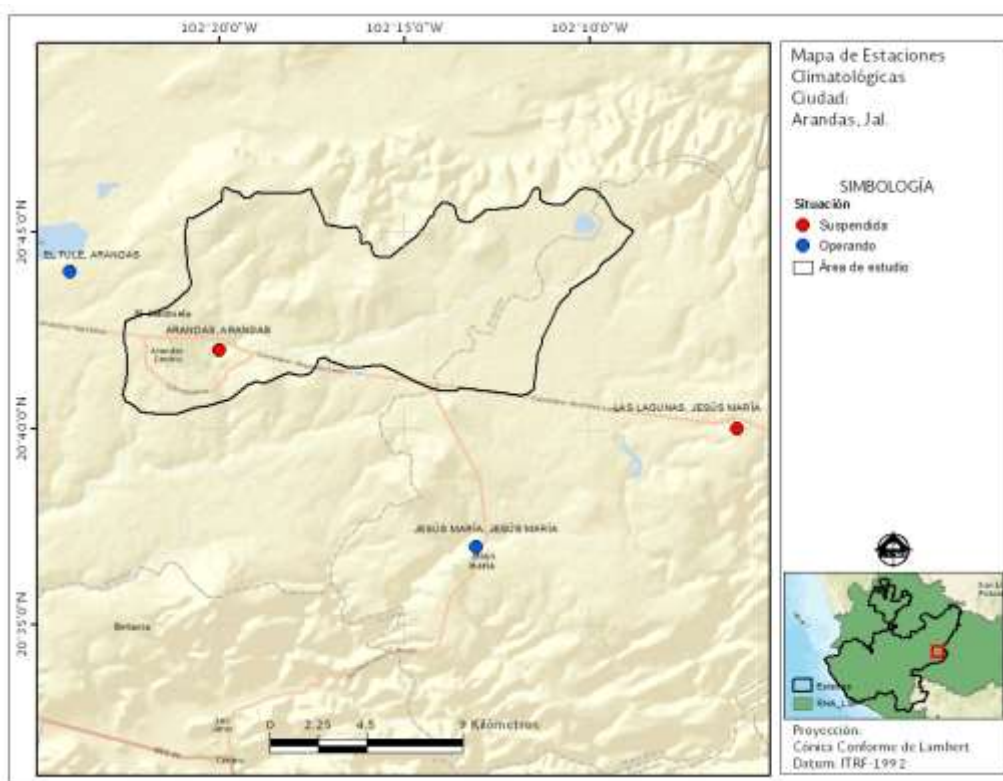 102°20'0"W
102°15'0"W
102°10'0"W
Mapa de Estaciones
Climatológicas
Ciudad:
Arandas, Jal.
SIMBOLOGÍA
Situación
Suspendida
Operando
Área de estudio
20°45'0"N
20°40'0"N
20°35'0"N
EL TULE, ARANDAS
ARANDAS, ARANDAS
Arandas
LAS LAGUNAS, JESÚS MARÍA
JESÚS MARÍA, JESÚS MARÍA
María
Betania
0 2.25 4.5 9 Kilómetros
San Luis
Proyección:
Cónica Conforme de Lambert
Datum: ITRF-1992